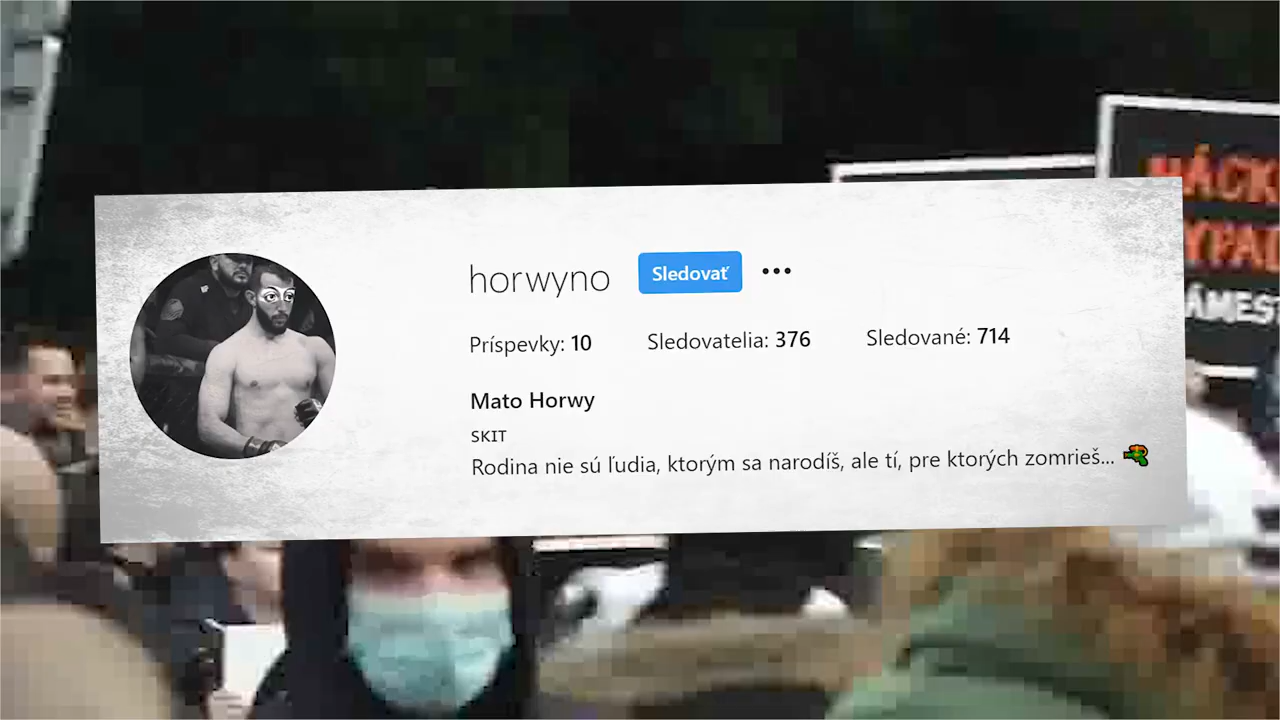 horwyno Sledovať
Príspevky: 10 Sledovatelia: 376 Sledované: 714
Mato Horwy
SKIT
Rodina nie sú ľudia, ktorým sa narodíš, ale tí, pre ktorých zomrieš...